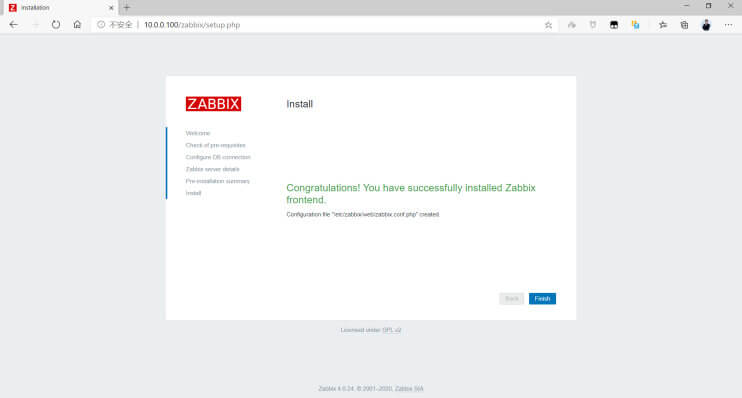 Z Installation
不安全 10.0.0.100/zabbix/setup.php
ZABBIX
Install
Welcome
Check of pre-requisites
Configure DB connection
Zabbix server details
Pre-installation summary
Install
Congratulations! You have successfully installed Zabbix
frontend.
Configuration file "/etc/zabbix/web/zabbix.conf.php" created.
Back Finish
Licensed under GPL v2
Zabbix 4.0.24. © 2001–2020, Zabbix SIA